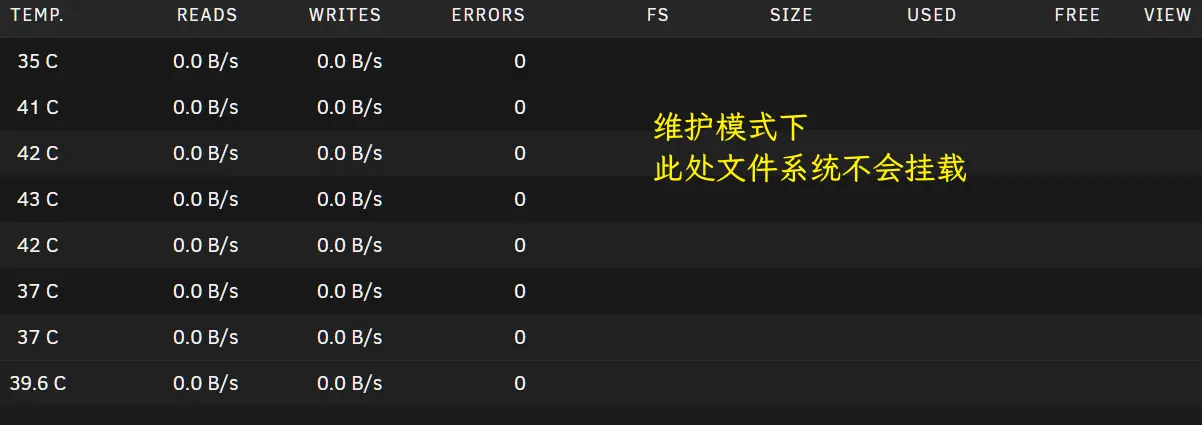 TEMP. READS WRITES ERRORS FS SIZE USED FREE VIEW
35 C 0.0 B/s 0.0 B/s 0
41 C 0.0 B/s 0.0 B/s 0
维护模式下
42 C 0.0 B/s 0.0 B/s 0
此处文件系统不会挂载
43 C 0.0 B/s 0.0 B/s 0
42 C 0.0 B/s 0.0 B/s 0
37 C 0.0 B/s 0.0 B/s 0
37 C 0.0 B/s 0.0 B/s 0
39.6 C 0.0 B/s 0.0 B/s 0